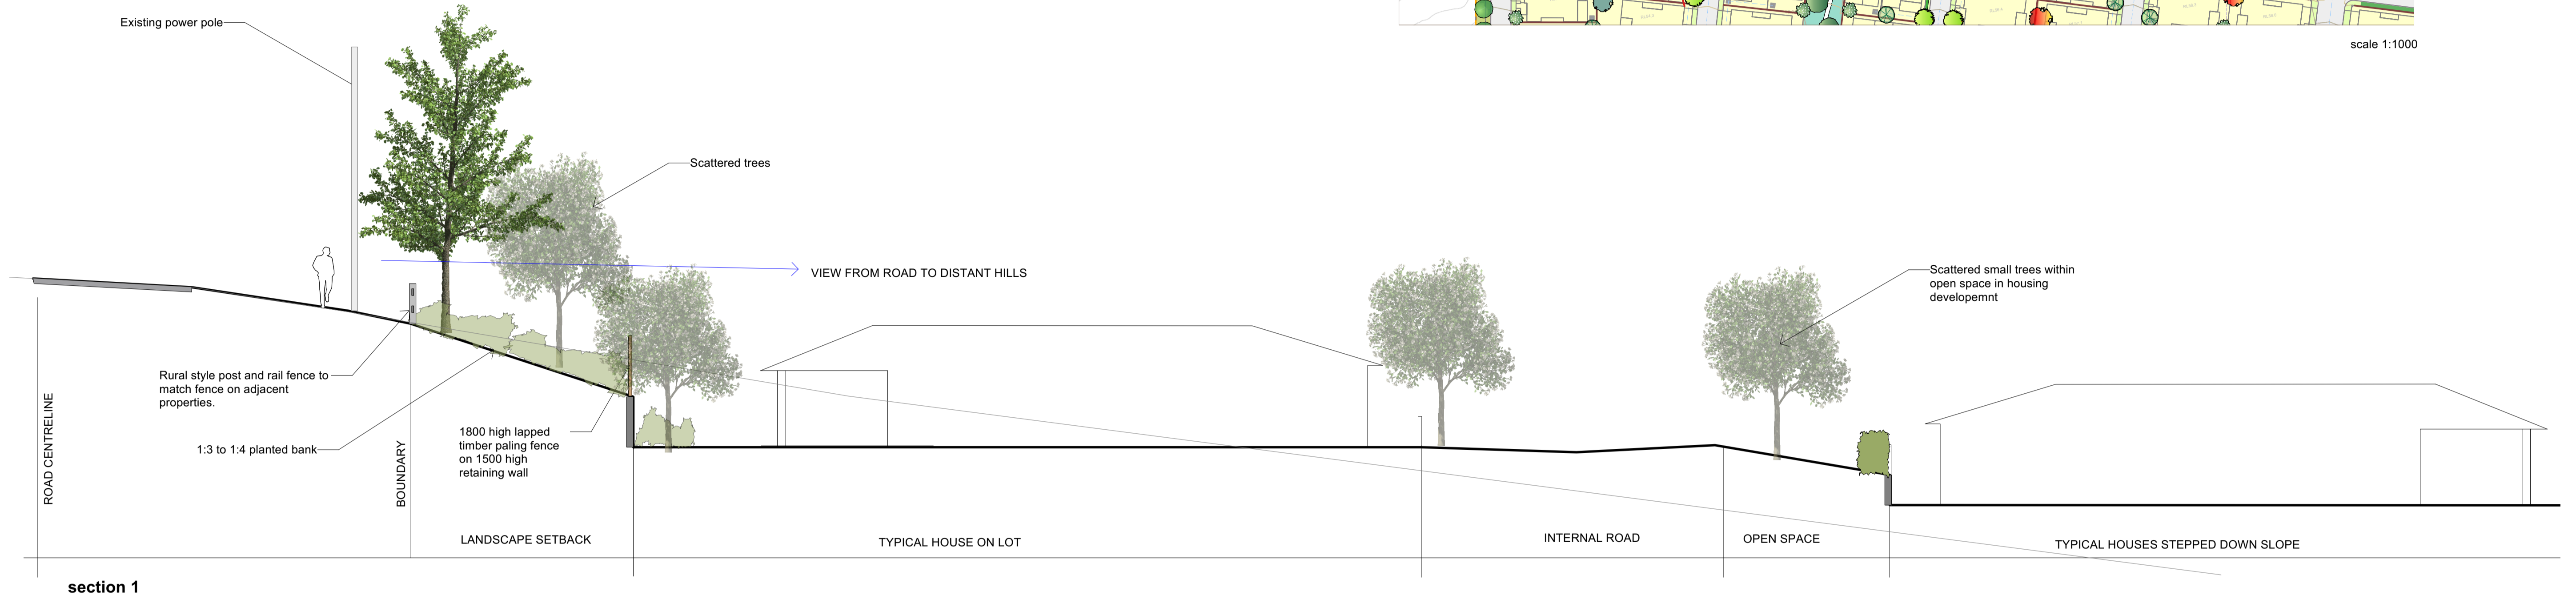 Existing power pole
scale 1:1000
Scattered trees
VIEW FROM ROAD TO DISTANT HILLS
Scattered small trees within
open space in housing
developemnt
Rural style post and rail fence to
match fence on adjacent
properties.
1:3 to 1:4 planted bank
1800 high lapped
timber paling fence
on 1500 high
retaining wall
ROAD CENTRELINE
BOUNDARY
LANDSCAPE SETBACK
TYPICAL HOUSE ON LOT
INTERNAL ROAD
OPEN SPACE
TYPICAL HOUSES STEPPED DOWN SLOPE
section 1